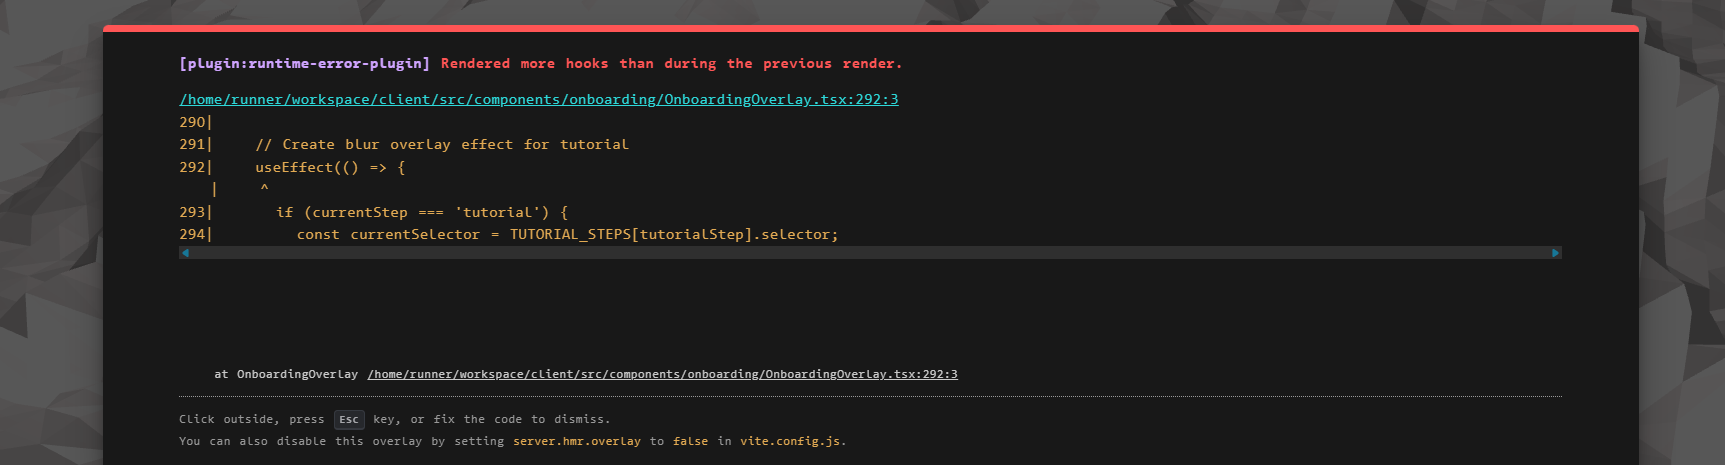 [plugin:runtime-error-plugin] Rendered more hooks than during the previous render.
/home/runner/workspace/client/src/components/onboarding/OnboardingOverlay.tsx:292:3
290|
291|    // Create blur overlay effect for tutorial
292|    useEffect(() => {
   |    ^
293|      if (currentStep === 'tutorial') {
294|        const currentSelector = TUTORIAL_STEPS[tutorialStep].selector;
at OnboardingOverlay /home/runner/workspace/client/src/components/onboarding/OnboardingOverlay.tsx:292:3
Click outside, press Esc key, or fix the code to dismiss.
You can also disable this overlay by setting server.hmr.overlay to false in vite.config.js.